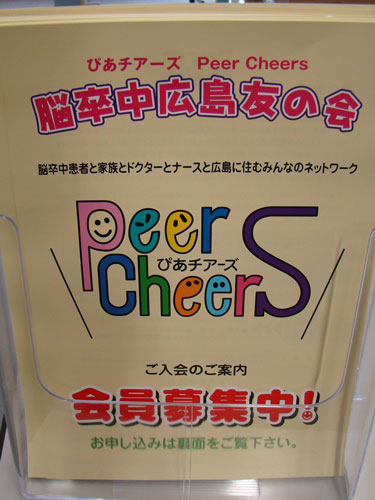 ぴあチアーズ Peer Cheers
脳卒中広島友の会
脳卒中患者と家族とドクターとナースと広島に住むみんなのネットワーク
Peer
ぴあチアーズ
CheerS
ご入会のご案内
会員募集中!
お申し込みは裏面をご覧下さい。